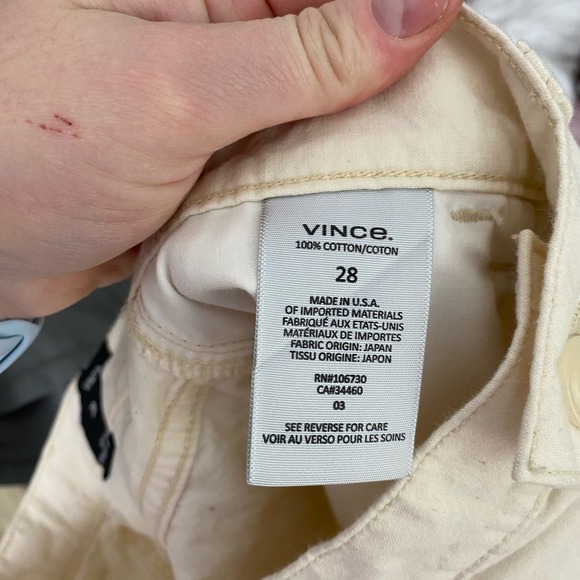 VINCE.
100% COTTON/COTON
28
MADE IN U.S.A.
OF IMPORTED MATERIALS
FABRIQUÉ AUX ETATS-UNIS
MATÉRIAUX DE IMPORTES
FABRIC ORIGIN: JAPAN
TISSU ORIGINE: JAPON
RN#106730
CA#34460
03
SEE REVERSE FOR CARE
VOIR AU VERSO POUR LES SOINS